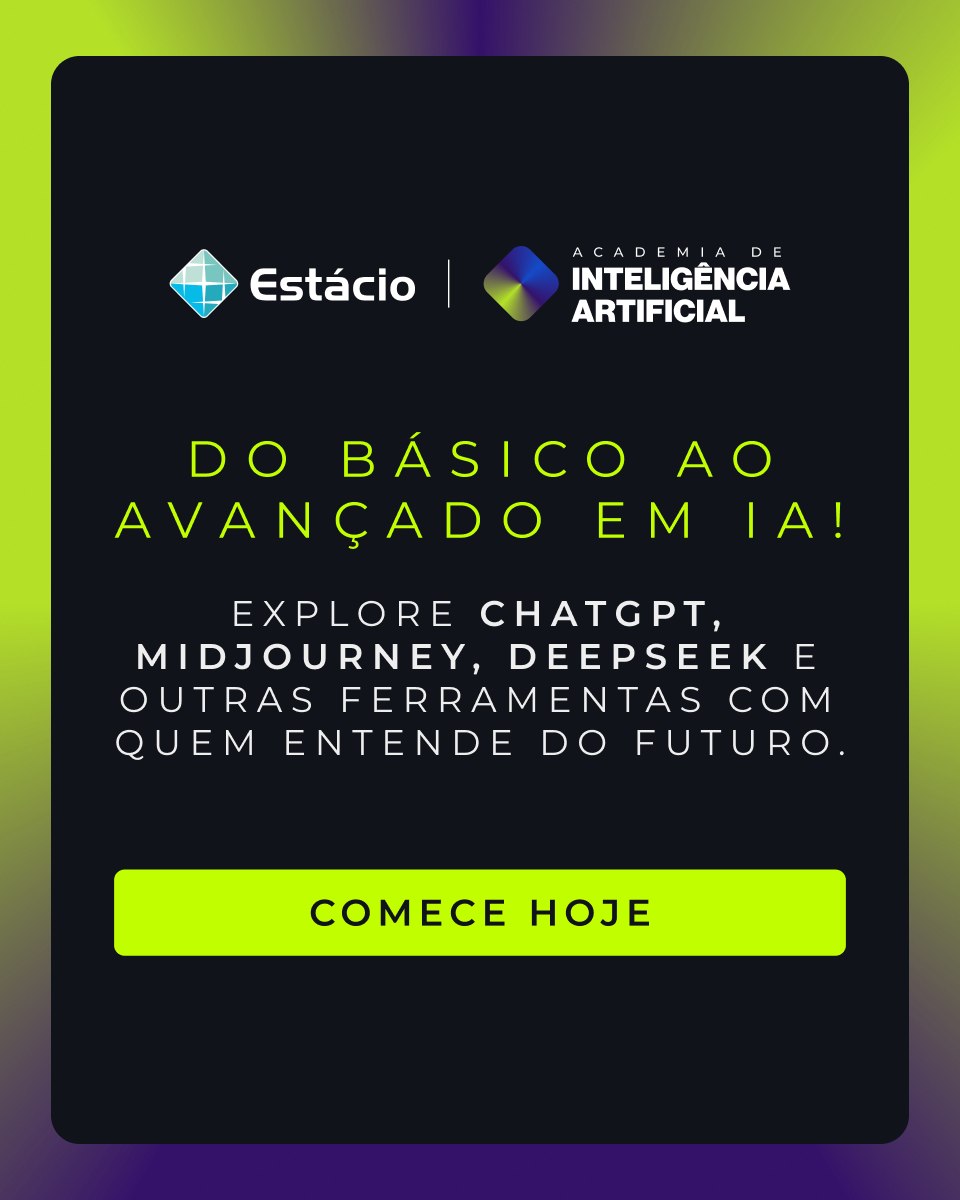 Estácio
ACADEMIA DE
INTELIGÊNCIA
ARTIFICIAL
DO BÁSICO AO
AVANÇADO EM IA!
EXPLORE CHATGPT,
MIDJOURNEY, DEEPSEEK E
OUTRAS FERRAMENTAS COM
QUEM ENTENDE DO FUTURO.
COMECE HOJE